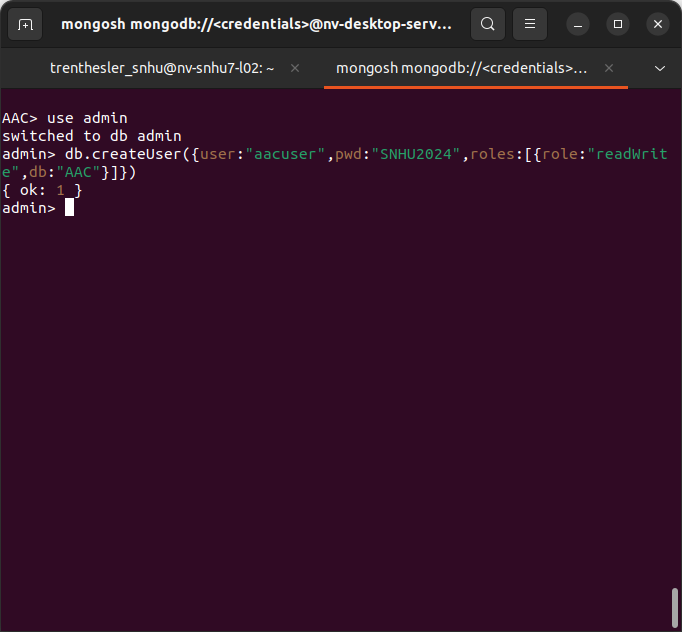 mongosh mongodb://<credentials>@nv-desktop-serv...
trenthesler_snhu@nv-snhu7-l02: ~
mongosh mongodb://<credentials>...
AAC> use admin
switched to db admin
admin> db.createUser({user:"aacuser",pwd:"SNHU2024",roles:[{role:"readWrit
e",db:"AAC"}]})
{ ok: 1 }
admin>